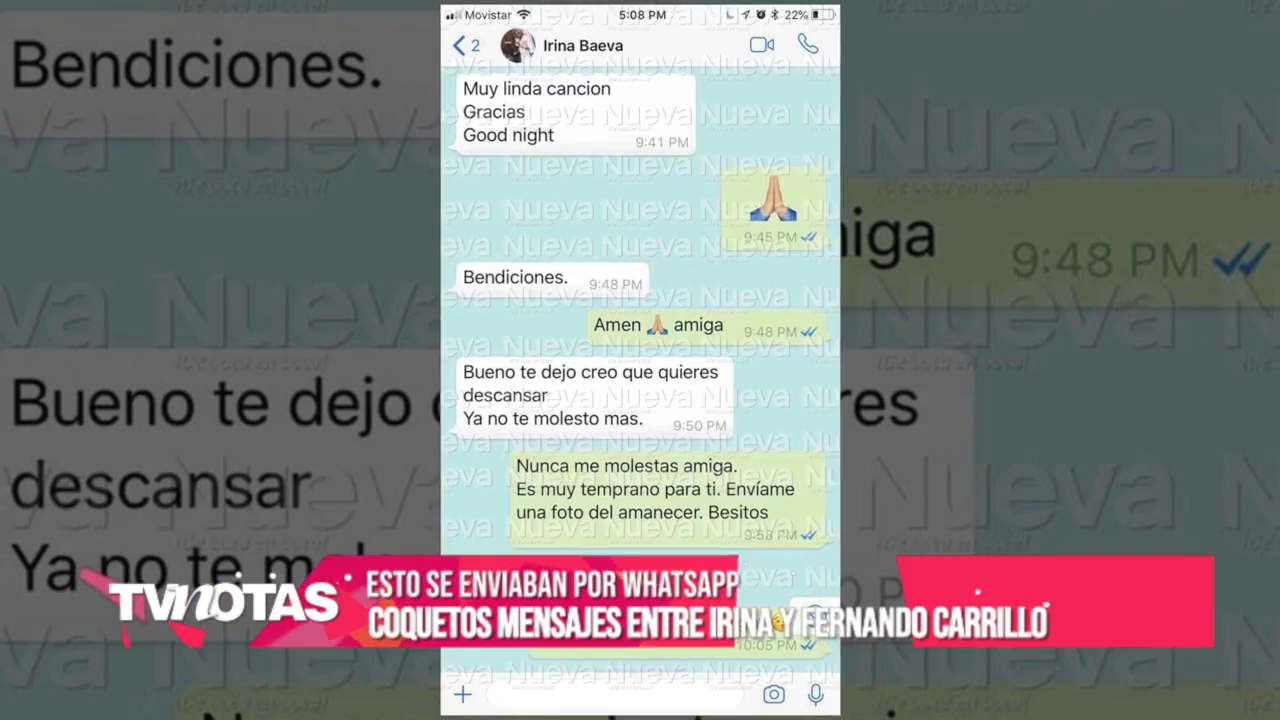 Movistar 5:08 PM 22%
2 Irina Baeva
Muy linda cancion
Gracias
Good night
9:41 PM
9:45 PM
Bendiciones.
9:48 PM
Amen 🙏🏼 amiga
9:48 PM
Bueno te dejo creo que quieres
descansar
Ya no te molesto mas.
9:50 PM
Nunca me molestas amiga.
Es muy temprano para ti. Envíame
una foto del amanecer. Besitos
9:58 PM
10:05 PM
Bendiciones.
iga
9:48 PM
Bueno te dejo
res
descansar
Ya no te m
Nueva
TVnOTAS
ESTO SE ENVIABAN POR WHATSAPP
COQUETOS MENSAJES ENTRE IRINA Y FERNANDO CARRILLO